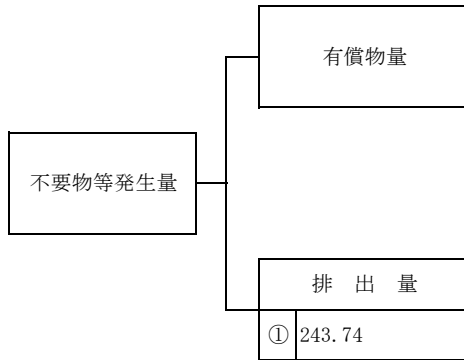 有償物量
不要物等発生量
排　出　量
① 243.74